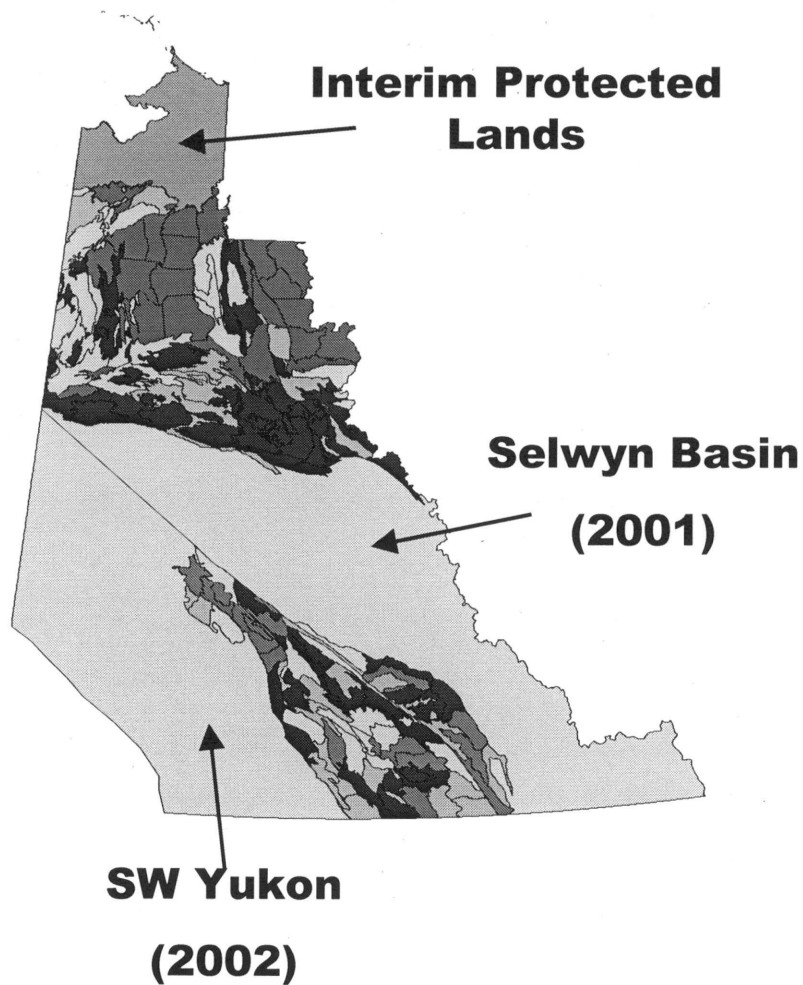 Interim Protected
Lands
Selwyn Basin
(2001)
SW Yukon
(2002)